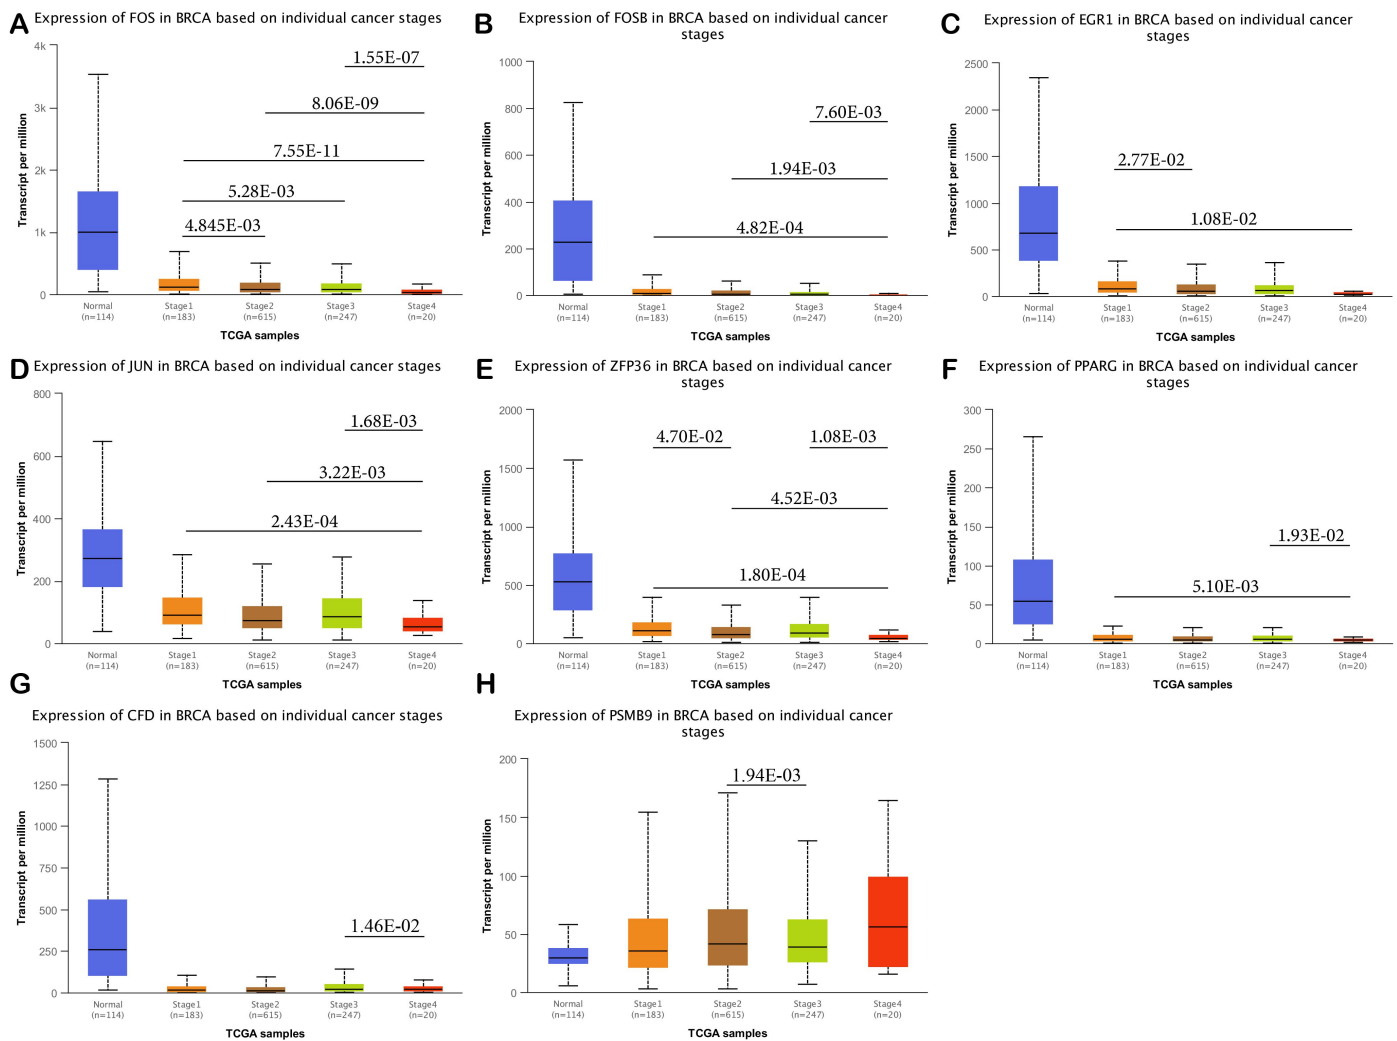 A
Expression of FOS in BRCA based on individual cancer stages
Transcript per million
4k
3k
2k
1k
0
1.55E-07
8.06E-09
7.55E-11
5.28E-03
4.845E-03
Normal Stage1 Stage2 Stage3 Stage4
(n=114) (n=183) (n=615) (n=247) (n=20)
TCGA samples
B
Expression of FOSB in BRCA based on individual cancer
stages
Transcript per million
1000
800
600
400
200
0
7.60E-03
1.94E-03
4.82E-04
Normal Stage1 Stage2 Stage3 Stage4
(n=114) (n=183) (n=615) (n=247) (n=20)
TCGA samples
C
Expression of EGR1 in BRCA based on individual cancer
stages
Transcript per million
2500
2000
1500
1000
500
0
2.77E-02
1.08E-02
Normal Stage1 Stage2 Stage3 Stage4
(n=114) (n=183) (n=615) (n=247) (n=20)
TCGA samples
D
Expression of JUN in BRCA based on individual cancer stages
Transcript per million
800
600
400
200
0
1.68E-03
3.22E-03
2.43E-04
Normal Stage1 Stage2 Stage3 Stage4
(n=114) (n=183) (n=615) (n=247) (n=20)
TCGA samples
E
Expression of ZFP36 in BRCA based on individual cancer
stages
Transcript per million
2000
1500
1000
500
0
4.70E-02
1.08E-03
4.52E-03
1.80E-04
Normal Stage1 Stage2 Stage3 Stage4
(n=114) (n=183) (n=615) (n=247) (n=20)
TCGA samples
F
Expression of PPARG in BRCA based on individual cancer
stages
Transcript per million
300
250
200
150
100
50
0
1.93E-02
5.10E-03
Normal Stage1 Stage2 Stage3 Stage4
(n=114) (n=183) (n=615) (n=247) (n=20)
TCGA samples
G
Expression of CFD in BRCA based on individual cancer stages
Transcript per million
1500
1250
1000
750
500
250
0
1.46E-02
Normal Stage1 Stage2 Stage3 Stage4
(n=114) (n=183) (n=615) (n=247) (n=20)
TCGA samples
H
Expression of PSMB9 in BRCA based on individual cancer
stages
Transcript per million
200
150
100
50
0
1.94E-03
Normal Stage1 Stage2 Stage3 Stage4
(n=114) (n=183) (n=615) (n=247) (n=20)
TCGA samples